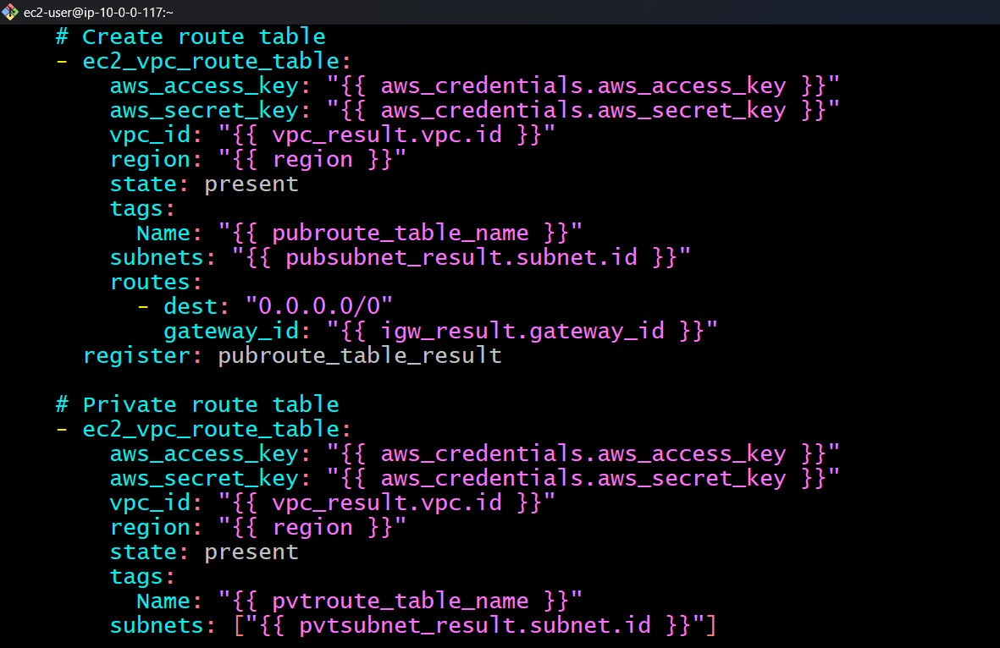 ec2-user@ip-10-0-0-117:~
# Create route table
- ec2_vpc_route_table:
    aws_access_key: "{{ aws_credentials.aws_access_key }}"
    aws_secret_key: "{{ aws_credentials.aws_secret_key }}"
    vpc_id: "{{ vpc_result.vpc.id }}"
    region: "{{ region }}"
    state: present
    tags:
      Name: "{{ pubroute_table_name }}"
    subnets: "{{ pubsubnet_result.subnet.id }}"
    routes:
      - dest: "0.0.0.0/0"
        gateway_id: "{{ igw_result.gateway_id }}"
  register: pubroute_table_result

# Private route table
- ec2_vpc_route_table:
    aws_access_key: "{{ aws_credentials.aws_access_key }}"
    aws_secret_key: "{{ aws_credentials.aws_secret_key }}"
    vpc_id: "{{ vpc_result.vpc.id }}"
    region: "{{ region }}"
    state: present
    tags:
      Name: "{{ pvtroute_table_name }}"
    subnets: ["{{ pvtsubnet_result.subnet.id }}"]